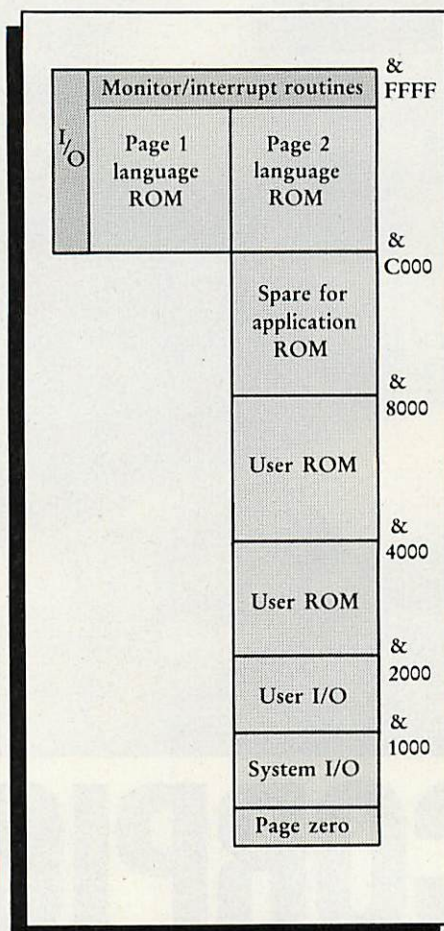 &
FFFF
Monitor/interrupt routines
I/O
Page 1
language
ROM
Page 2
language
ROM
&
C000
Spare for
application
ROM
&
8000
User ROM
&
4000
User ROM
&
2000
User I/O
&
1000
System I/O
Page zero